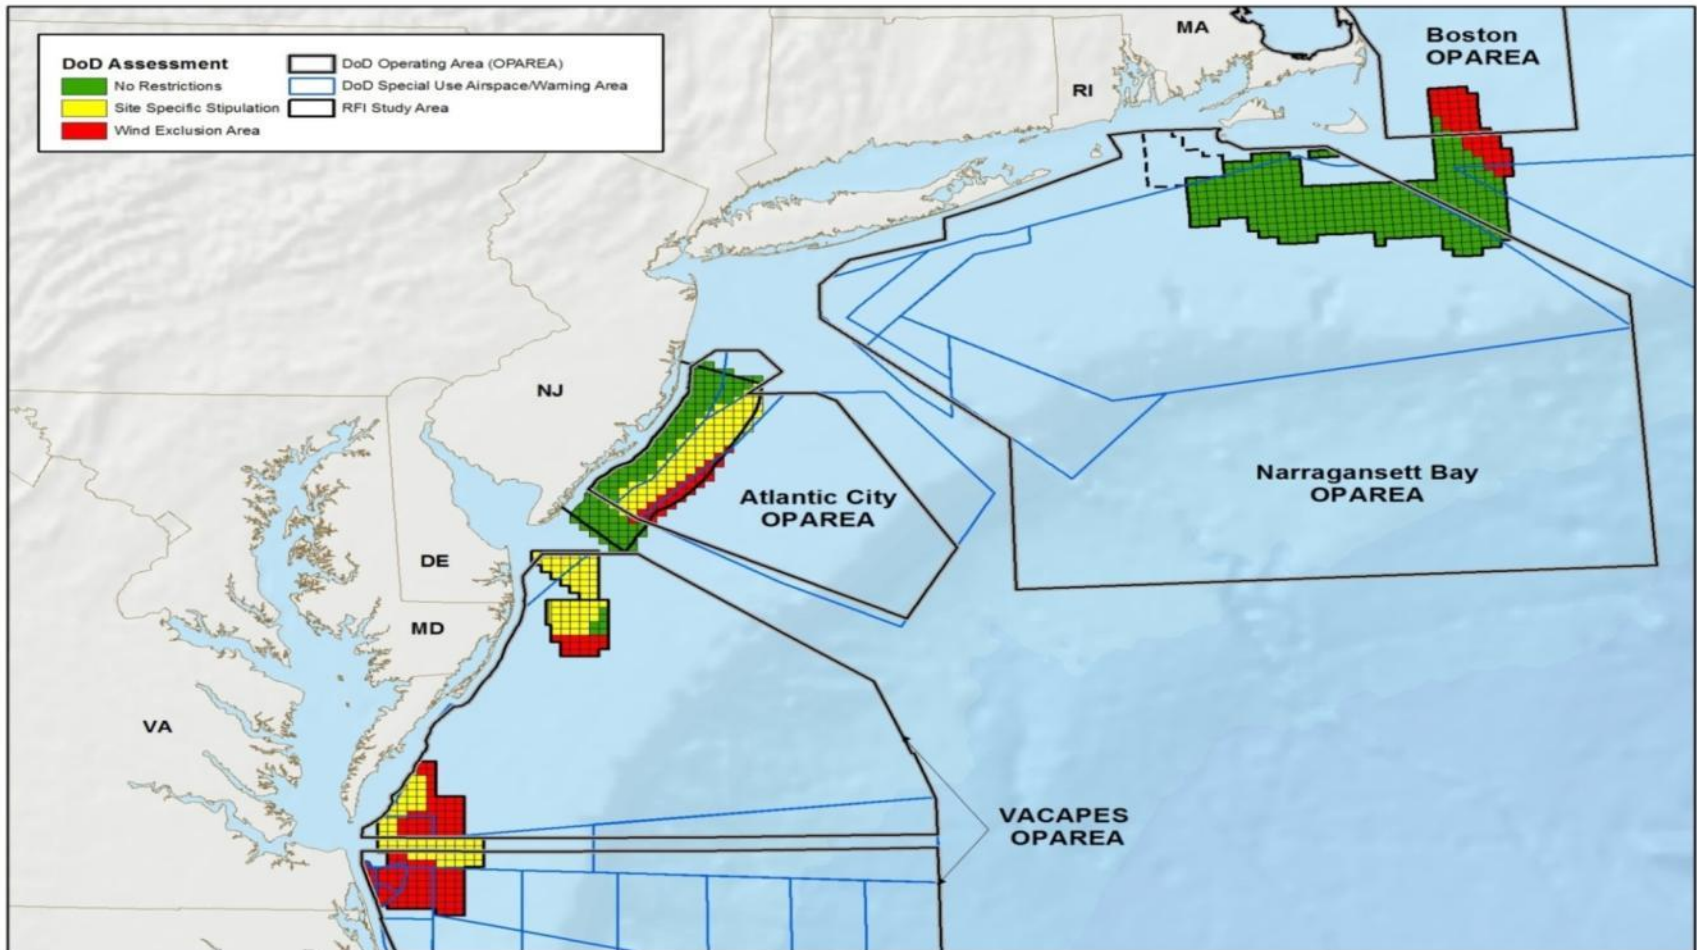 DoD Assessment
No Restrictions
Site Specific Stipulation
Wind Exclusion Area
DoD Operating Area (OPAREA)
DoD Special Use Airspace/Warning Area
RFI Study Area
MA
Boston
OPAREA
RI
NJ
Narragansett Bay
OPAREA
Atlantic City
OPAREA
DE
MD
VA
VACAPES
OPAREA